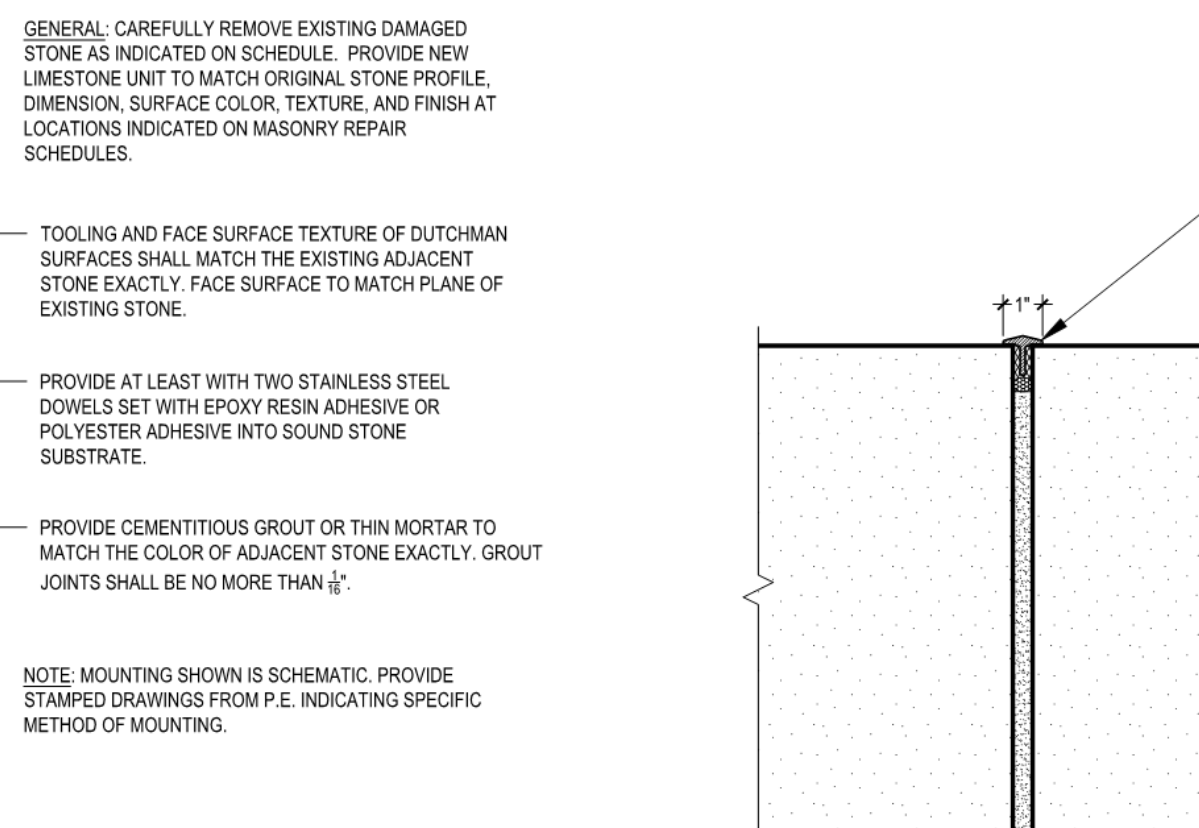 GENERAL: CAREFULLY REMOVE EXISTING DAMAGED
STONE AS INDICATED ON SCHEDULE. PROVIDE NEW
LIMESTONE UNIT TO MATCH ORIGINAL STONE PROFILE,
DIMENSION, SURFACE COLOR, TEXTURE, AND FINISH AT
LOCATIONS INDICATED ON MASONRY REPAIR
SCHEDULES.
TOOLING AND FACE SURFACE TEXTURE OF DUTCHMAN
SURFACES SHALL MATCH THE EXISTING ADJACENT
STONE EXACTLY. FACE SURFACE TO MATCH PLANE OF
EXISTING STONE.
PROVIDE AT LEAST WITH TWO STAINLESS STEEL
DOWELS SET WITH EPOXY RESIN ADHESIVE OR
POLYESTER ADHESIVE INTO SOUND STONE
SUBSTRATE.
PROVIDE CEMENTITIOUS GROUT OR THIN MORTAR TO
MATCH THE COLOR OF ADJACENT STONE EXACTLY. GROUT
JOINTS SHALL BE NO MORE THAN 1/16".
NOTE: MOUNTING SHOWN IS SCHEMATIC. PROVIDE
STAMPED DRAWINGS FROM P.E. INDICATING SPECIFIC
METHOD OF MOUNTING.
1"